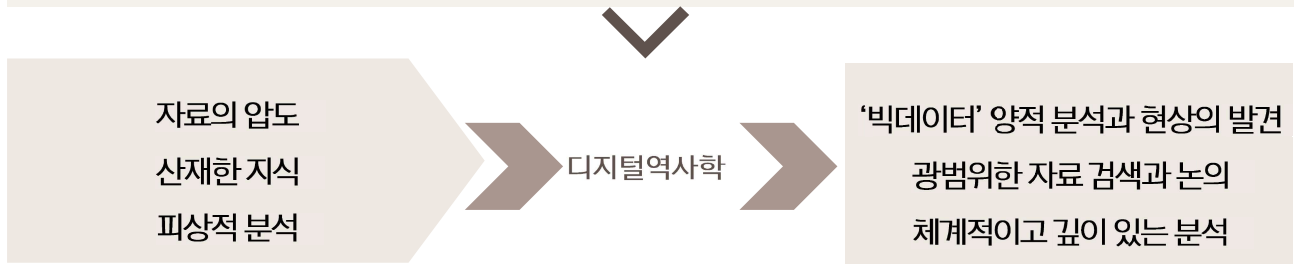 자료의 압도
산재한 지식
피상적 분석
디지털역사학
‘빅데이터’ 양적 분석과 현상의 발견
광범위한 자료 검색과 논의
체계적이고 깊이 있는 분석